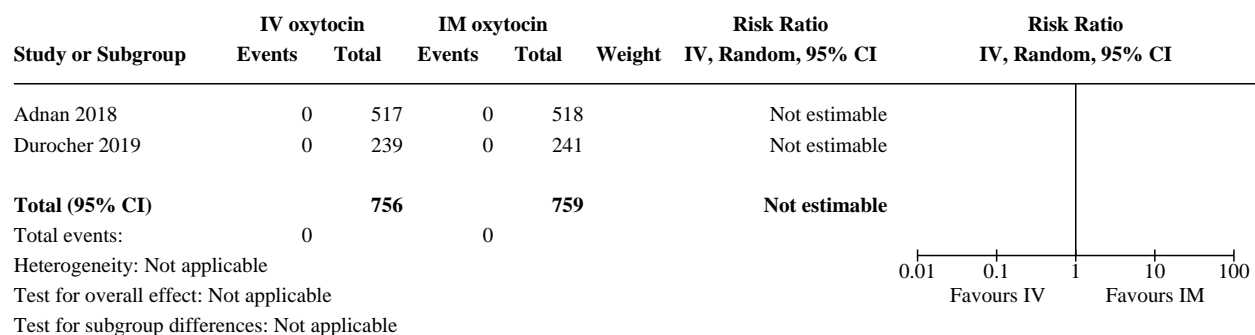 IV oxytocin IM oxytocin Risk Ratio Risk Ratio
Study or Subgroup Events Total Events Total Weight IV, Random, 95% CI IV, Random, 95% CI
Adnan 2018 0 517 0 518 Not estimable
Durocher 2019 0 239 0 241 Not estimable
Total (95% CI) 756 759 Not estimable
Total events: 0 0
Heterogeneity: Not applicable
0.01 0.1 1 10 100
Test for overall effect: Not applicable Favours IV Favours IM
Test for subgroup differences: Not applicable